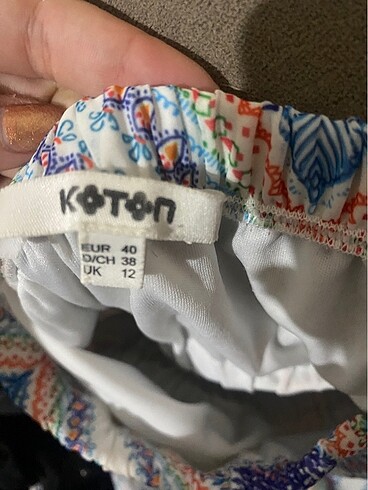 KOTON
EUR 40
D/CH 38
UK 12